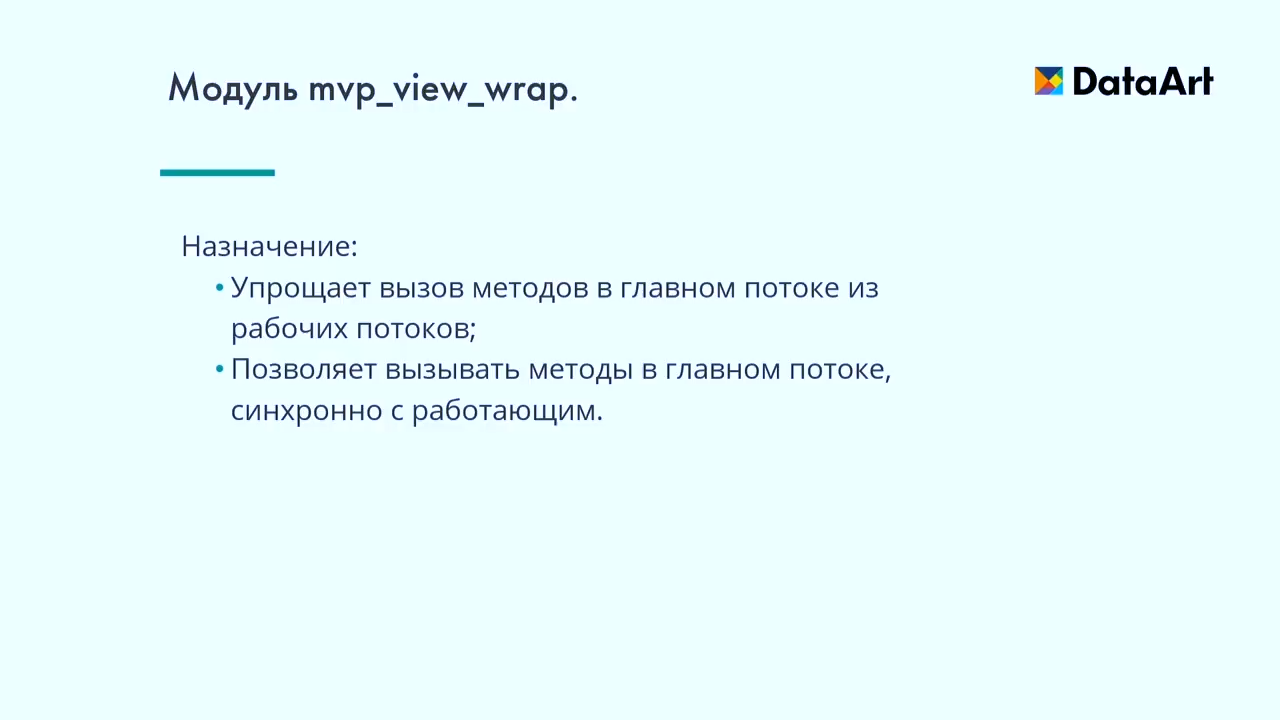 Модуль mvp_view_wrap.
DataArt
Назначение:
• Упрощает вызов методов в главном потоке из
рабочих потоков;
• Позволяет вызывать методы в главном потоке,
синхронно с работающим.